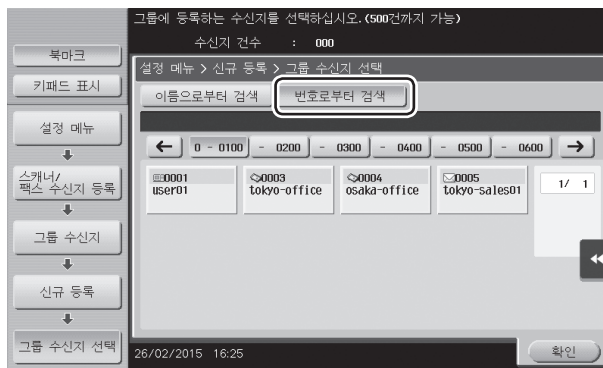 그룹에 등록하는 수신지를 선택하십시오.(500건까지 가능)
수신지 건수 : 000
북마크
키패드 표시
설정 메뉴
스캐너/
팩스 수신지 등록
그룹 수신지
신규 등록
그룹 수신지 선택
설정 메뉴 > 신규 등록 > 그룹 수신지 선택
이름으로부터 검색 번호로부터 검색
← 0 - 0100 - 0200 - 0300 - 0400 - 0500 - 0600 →
0001 0003 0004 0005
user01 tokyo-office osaka-office tokyo-sales01
1/ 1
26/02/2015 16:25
확인